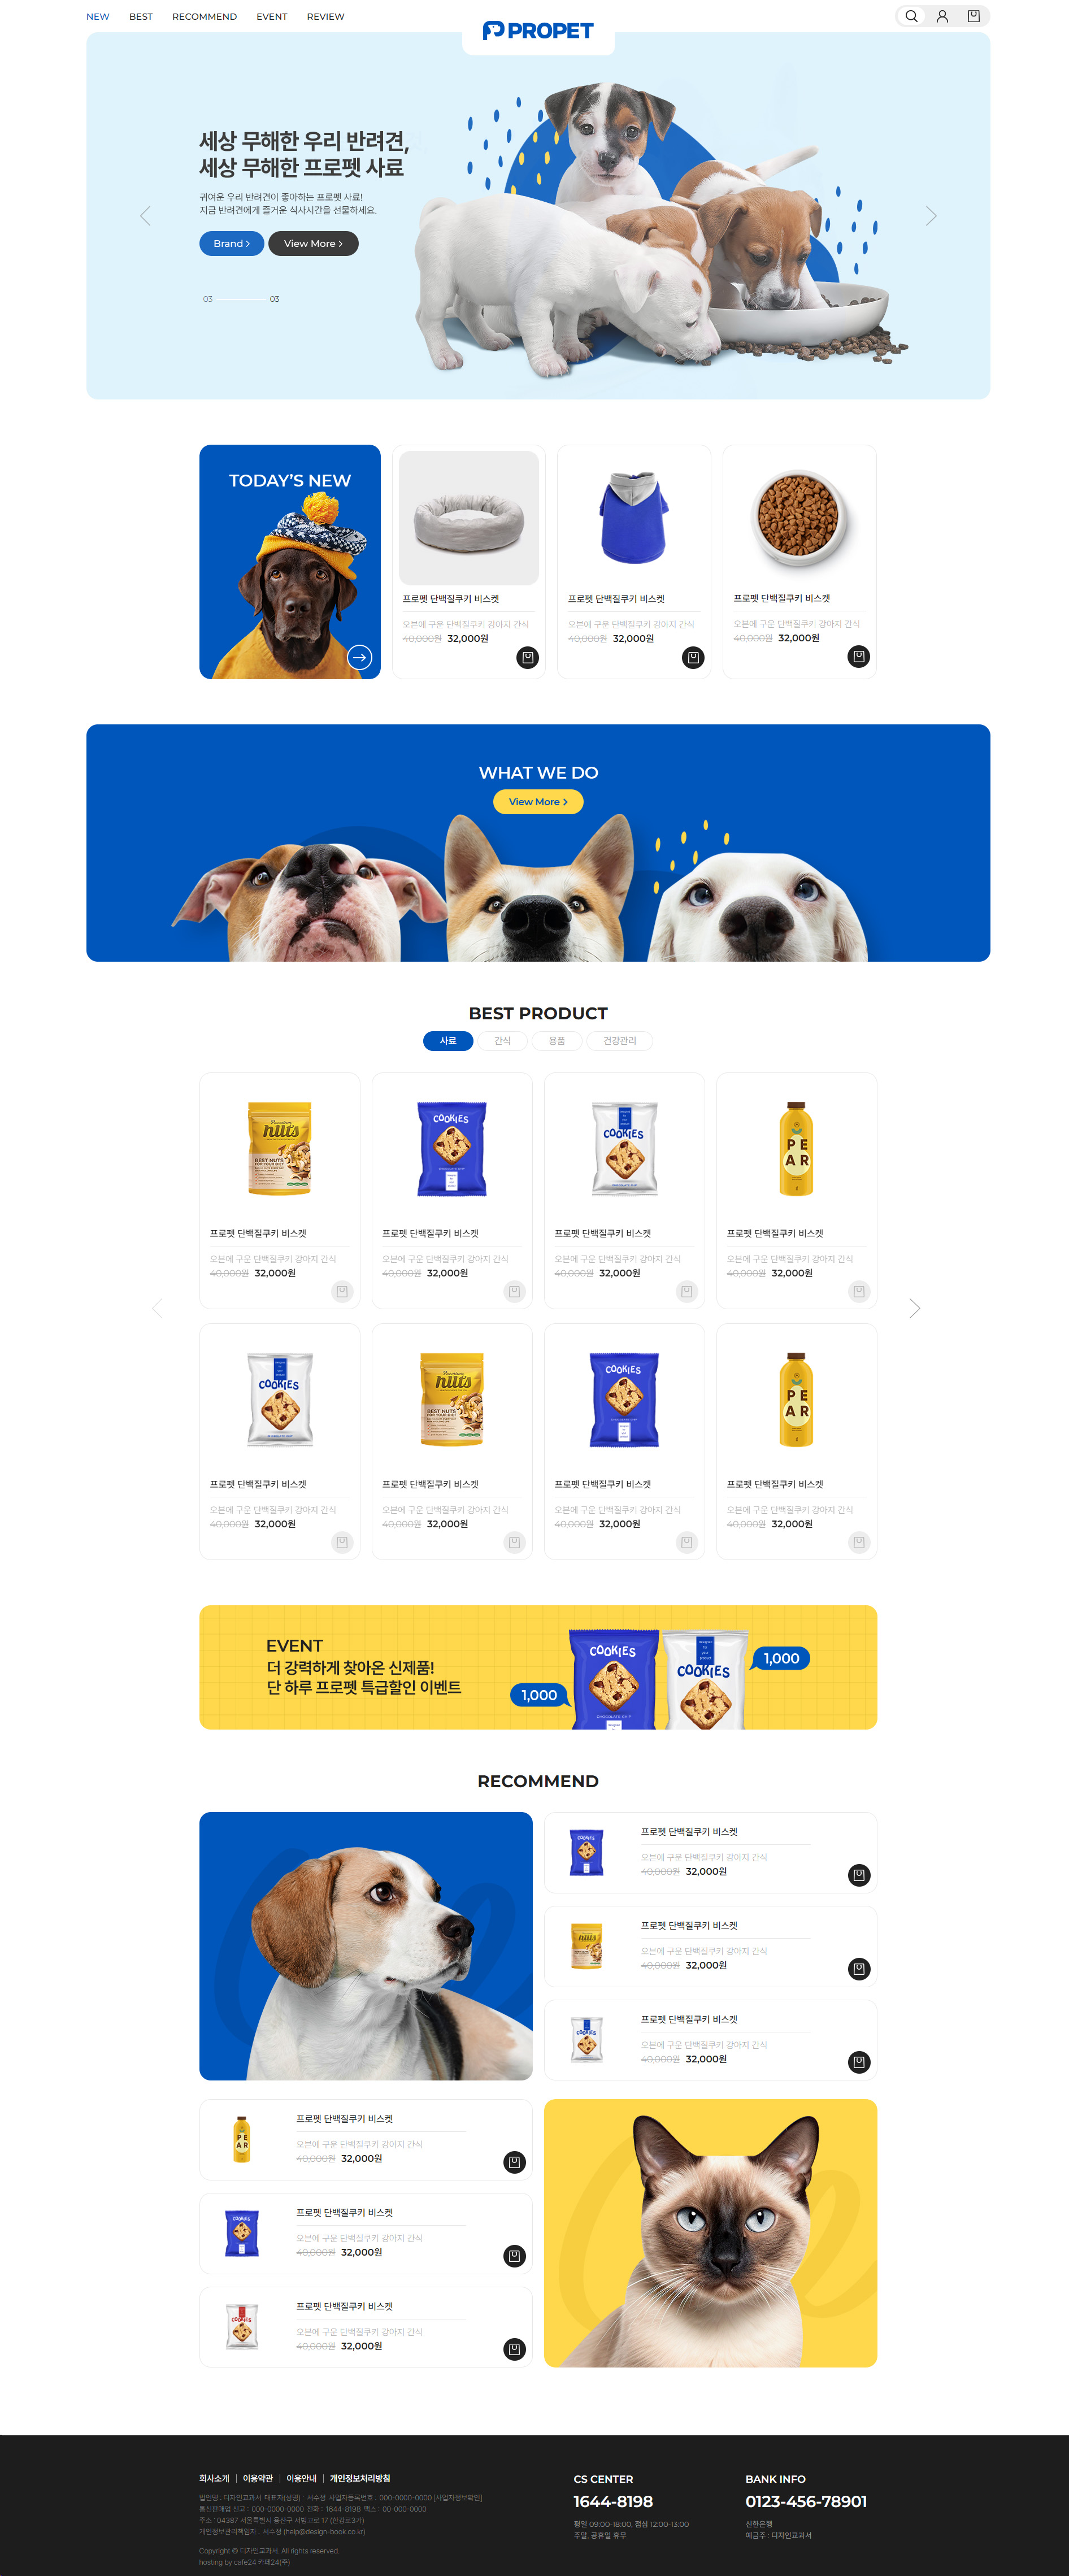 NEW BEST RECOMMEND EVENT REVIEW
PROPET
세상 무해한 우리 반려견,
세상 무해한 프로펫 사료
귀여운 우리 반려견이 좋아하는 프로펫 사료!
지금 반려견에게 즐거운 식사시간을 선물하세요.
Brand View More
03 03
TODAY'S NEW
프로펫 단백질쿠키 비스켓
오븐에 구운 단백질쿠키 강아지 간식
40,000원 32,000원
프로펫 단백질쿠키 비스켓
오븐에 구운 단백질쿠키 강아지 간식
40,000원 32,000원
프로펫 단백질쿠키 비스켓
오븐에 구운 단백질쿠키 강아지 간식
40,000원 32,000원
WHAT WE DO
View More
BEST PRODUCT
사료 간식 용품 건강관리
Premium
nuts
BEST NUTS
FOR YOUR DIET
프로펫 단백질쿠키 비스켓
오븐에 구운 단백질쿠키 강아지 간식
40,000원 32,000원
COOKIES
CHOCOLATE CHIP
프로펫 단백질쿠키 비스켓
오븐에 구운 단백질쿠키 강아지 간식
40,000원 32,000원
COOKIES
CHOCOLATE CHIP
프로펫 단백질쿠키 비스켓
오븐에 구운 단백질쿠키 강아지 간식
40,000원 32,000원
PE
AR
프로펫 단백질쿠키 비스켓
오븐에 구운 단백질쿠키 강아지 간식
40,000원 32,000원
COOKIES
CHOCOLATE CHIP
프로펫 단백질쿠키 비스켓
오븐에 구운 단백질쿠키 강아지 간식
40,000원 32,000원
Premium
nuts
BEST NUTS
FOR YOUR DIET
프로펫 단백질쿠키 비스켓
오븐에 구운 단백질쿠키 강아지 간식
40,000원 32,000원
COOKIES
CHOCOLATE CHIP
프로펫 단백질쿠키 비스켓
오븐에 구운 단백질쿠키 강아지 간식
40,000원 32,000원
PE
AR
프로펫 단백질쿠키 비스켓
오븐에 구운 단백질쿠키 강아지 간식
40,000원 32,000원
EVENT
더 강력하게 찾아온 신제품!
단 하루 프로펫 특급할인 이벤트
COOKIES
CHOCOLATE CHIP
COOKIES
1,000
1,000
RECOMMEND
COOKIES
프로펫 단백질쿠키 비스켓
오븐에 구운 단백질쿠키 강아지 간식
40,000원 32,000원
nuts
프로펫 단백질쿠키 비스켓
오븐에 구운 단백질쿠키 강아지 간식
40,000원 32,000원
COOKIES
프로펫 단백질쿠키 비스켓
오븐에 구운 단백질쿠키 강아지 간식
40,000원 32,000원
PE
AR
프로펫 단백질쿠키 비스켓
오븐에 구운 단백질쿠키 강아지 간식
40,000원 32,000원
COOKIES
프로펫 단백질쿠키 비스켓
오븐에 구운 단백질쿠키 강아지 간식
40,000원 32,000원
COOKIES
프로펫 단백질쿠키 비스켓
오븐에 구운 단백질쿠키 강아지 간식
40,000원 32,000원
회사소개 | 이용약관 | 이용안내 | 개인정보처리방침
법인명 : 디자인교과서 대표자(성명) : 서수성 사업자등록번호 : 000-0000-0000 [사업자정보확인]
통신판매업 신고 : 000-0000-0000 전화 : 1644-8198 팩스 : 00-000-0000
주소 : 04387 서울특별시 용산구 서빙고로 17 (한강로3가)
개인정보관리책임자 : 서수성 (help@design-book.co.kr)
Copyright © 디자인교과서. All rights reserved.
hosting by cafe24 카페24(주)
CS CENTER
1644-8198
평일 09:00-18:00, 점심 12:00-13:00
주말, 공휴일 휴무
BANK INFO
0123-456-78901
신한은행
예금주 : 디자인교과서